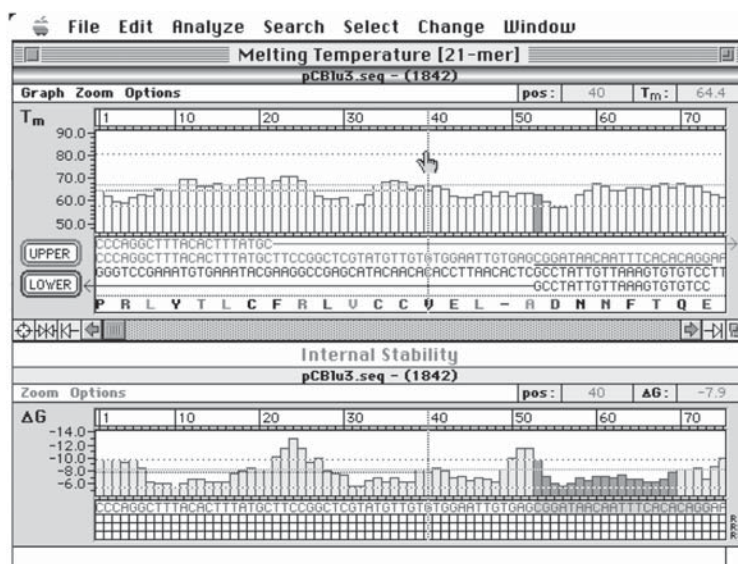 File Edit Analyze Search Select Change Window
Melting Temperature [21-mer]
pCB1u3.seq - (1842)
Graph Zoom Options pos: 40 Tm: 64.4
Tm 1 10 20 30 40 50 60 70
90.0
80.0
70.0
60.0
50.0
UPPER
LOWER
CCCAGGCTTTACACTTTATGC
CCCAGGCTTTACACTTTATGCTTCCGGCTCGTATGTTGTGTGGAATTGTGAGCGGATAACAATTTCACACAGGAA
GGGTCCGAAATGTGAAATACGAAGGCCGAGCATACAACACACCTTAACACTCGCCTATTGTTAAAGTGTGTCCTT
GCCTATTGTTAAAGTGTGTCC
P R L Y T L C F R L V C C V E L - A D N N F T Q E
Internal Stability
pCB1u3.seq - (1842)
Zoom Options pos: 40 ΔG: -7.9
ΔG 1 10 20 30 40 50 60 70
-14.0
-12.0
-10.0
-8.0
-6.0
CCCAGGCTTTACACTTTATGCTTCCGGCTCGTATGTTGTGTGGAATTGTGAGCGGATAACAATTTCACACAGGAA
R
R
R